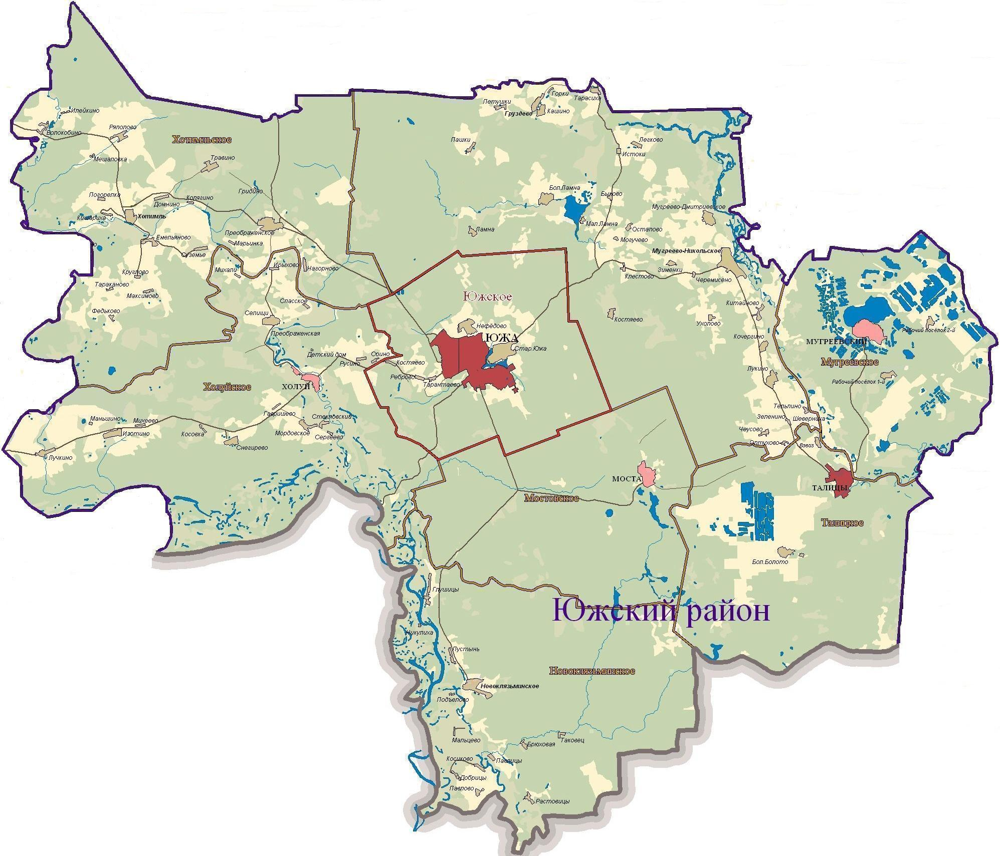 Горки
Тарасиха
Петушки
Груздево
Кашино
Илейкино
Волокобино
Ряполово
Хотимльское
Пашки
Легково
Истоки
Мешаловка
Травино
Погорелка
Домнино
Колягино
Гридино
Бол.Ламна
Быково
Мугреево-Дмитриевское
Кишариха
Хотимль
Мал.Ламна
Остапово
Ламна
Преображенское
Емельяново
Марьинка
Могучево
Суземье
Мугреево-Никольское
Михали
Ирыхово
Нагорново
Круглово
Клестово
Зименки
Черемисено
Тараканово
Максимово
Южское
Спасское
Китайново
Федьково
Селищи
Костяево
Ухолово
Нефёдово
Рабочий посёлок 2-й
Преображенская
ЮЖА
Кочергино
МУГРЕЕВСКИЙ
Стар.Южа
Детский дом
Соино
Русино
Костяево
Мугреевское
Лукино
Реброво
Тарантаево
Рабочий посёлок 1-й
ХОЛУЙ
Холуйское
Тельпино
Гавришево
Стекловский
Зеленино
Шеверниха
Маньшино
Михеево
Изотино
Косовка
Мордовское
Сергеево
Чеусово
Снегирево
Взвоз
Лучкино
МОСТА
ТАЛИЦЫ
Мостовское
Талицкое
Бол.Болото
Глушицы
Южский район
Никулиха
Пустынь
Новоклязьминское
Новоклязьминское
Подъелово
Мальцево
Таковец
Брюховая
Косиково
Павлицы
Добрицы
Павлово
Растовицы